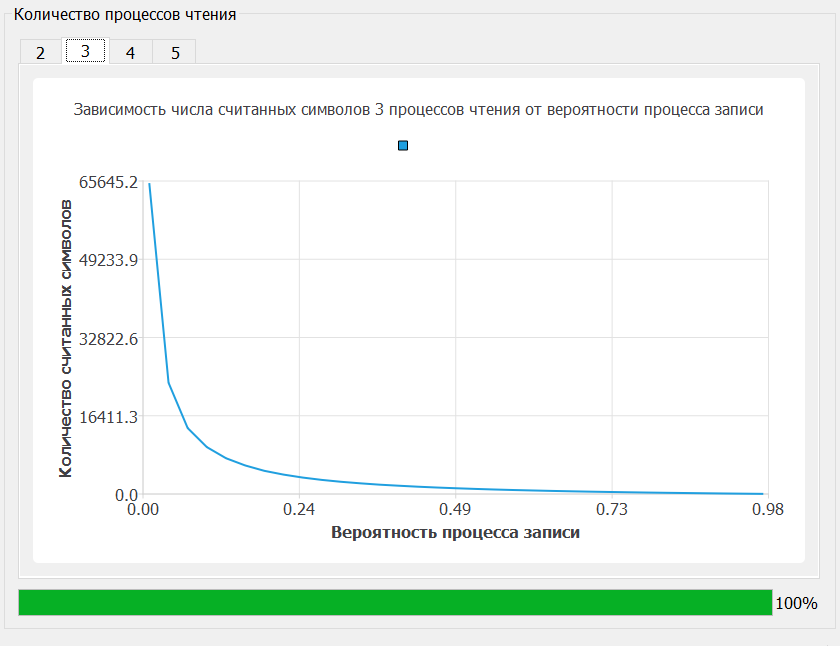 Количество процессов чтения
2 3 4 5
Зависимость числа считанных символов 3 процессов чтения от вероятности процесса записи
65645.2
49233.9
32822.6
16411.3
0.0
Количество считанных символов
0.00 0.24 0.49 0.73 0.98
Вероятность процесса записи
100%